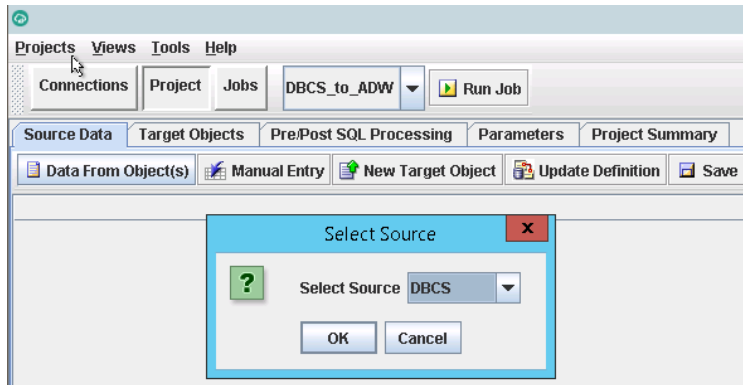 Projects Views Tools Help
Connections Project Jobs DBCS_to_ADW Run Job
Source Data Target Objects Pre/Post SQL Processing Parameters Project Summary
Data From Object(s) Manual Entry New Target Object Update Definition Save
Select Source x
? Select Source DBCS
OK Cancel